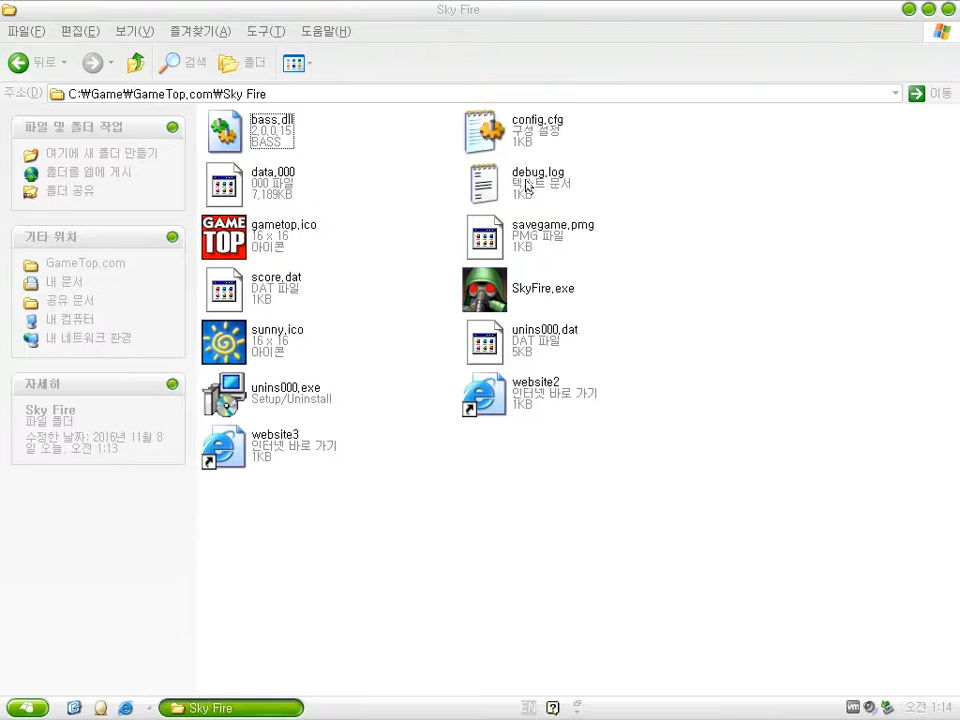 Sky Fire
파일(F) 편집(E) 보기(V) 즐겨찾기(A) 도구(T) 도움말(H)
뒤로 검색 폴더
주소(D) C:₩Game₩GameTop.com₩Sky Fire 이동
파일 및 폴더 작업
여기에 새 폴더 만들기
폴더를 웹에 게시
폴더 공유
기타 위치
GameTop.com
내 문서
공유 문서
내 컴퓨터
내 네트워크 환경
자세히
Sky Fire
파일 폴더
수정한 날짜: 2016년 11월 8
일 오늘, 오전 1:13
bass.dll
2.0.0.15
BASS
config.cfg
구성 설정
1KB
data.000
000 파일
7,189KB
debug.log
텍스트 문서
1KB
GAME
TOP
gametop.ico
16 x 16
아이콘
savegame.pmg
PMG 파일
1KB
score.dat
DAT 파일
1KB
SkyFire.exe
sunny.ico
16 x 16
아이콘
unins000.dat
DAT 파일
5KB
unins000.exe
Setup/Uninstall
website2
인터넷 바로 가기
1KB
website3
인터넷 바로 가기
1KB
Sky Fire
EN
오전 1:14